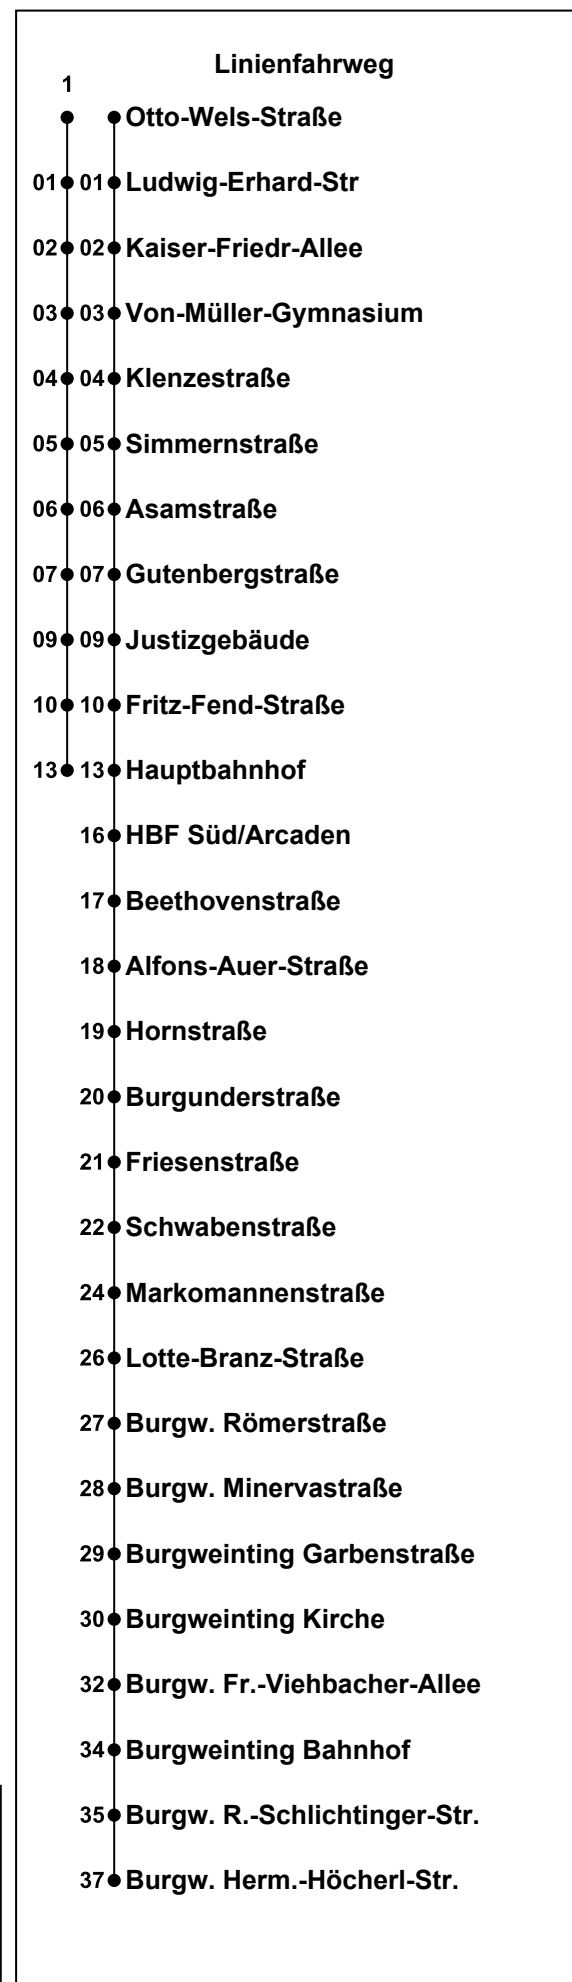 Linienfahrweg
1
Otto-Wels-Straße
01 01 Ludwig-Erhard-Str
02 02 Kaiser-Friedr-Allee
03 03 Von-Müller-Gymnasium
04 04 Klenzestraße
05 05 Simmernstraße
06 06 Asamstraße
07 07 Gutenbergstraße
09 09 Justizgebäude
10 10 Fritz-Fend-Straße
13 13 Hauptbahnhof
16 HBF Süd/Arcaden
17 Beethovenstraße
18 Alfons-Auer-Straße
19 Hornstraße
20 Burgunderstraße
21 Friesenstraße
22 Schwabenstraße
24 Markomannenstraße
26 Lotte-Branz-Straße
27 Burgw. Römerstraße
28 Burgw. Minervastraße
29 Burgweinting Garbenstraße
30 Burgweinting Kirche
32 Burgw. Fr.-Viehbacher-Allee
34 Burgweinting Bahnhof
35 Burgw. R.-Schlichtinger-Str.
37 Burgw. Herm.-Höcherl-Str.